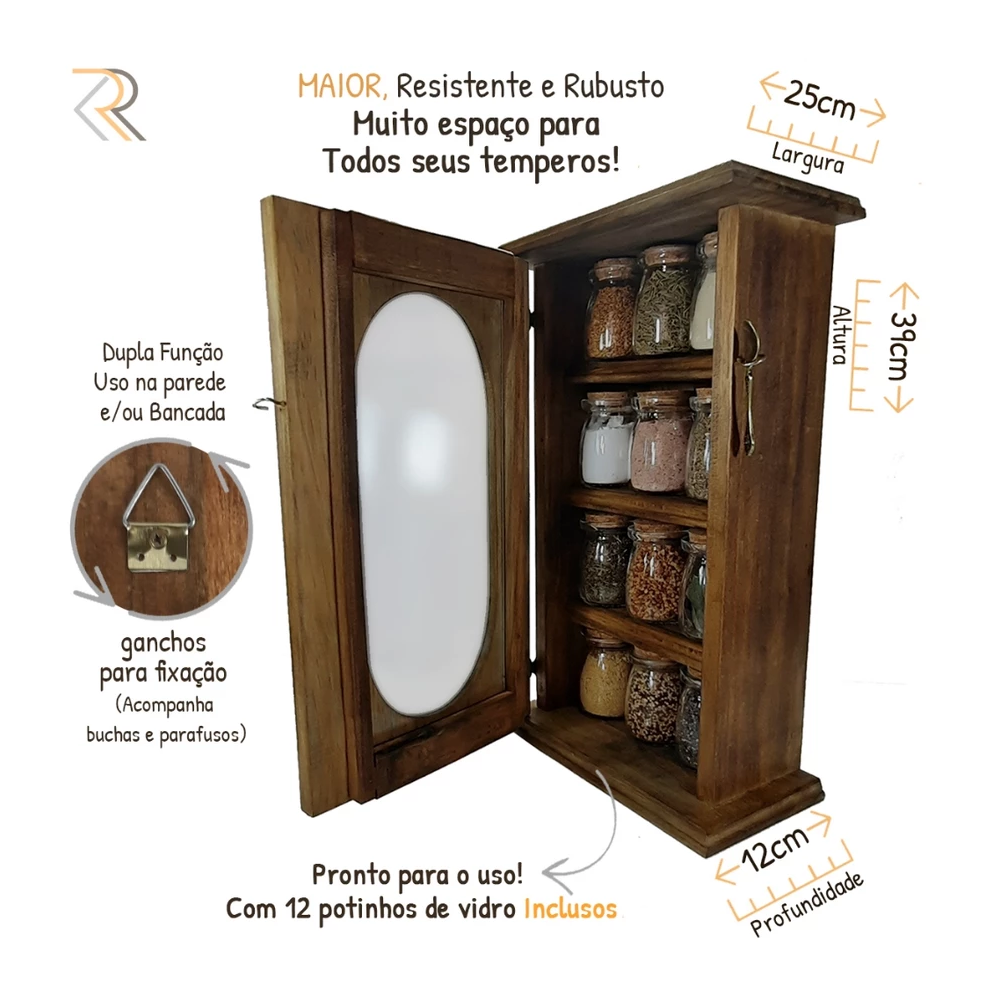 MAIOR, Resistente e Rubusto
Muito espaço para
Todos seus temperos!
25cm
Largura
Altura
39cm
Dupla Função
Uso na parede
e/ou Bancada
ganchos
para fixação
(Acompanha
buchas e parafusos)
Pronto para o uso!
Com 12 potinhos de vidro Inclusos
12cm
Profundidade